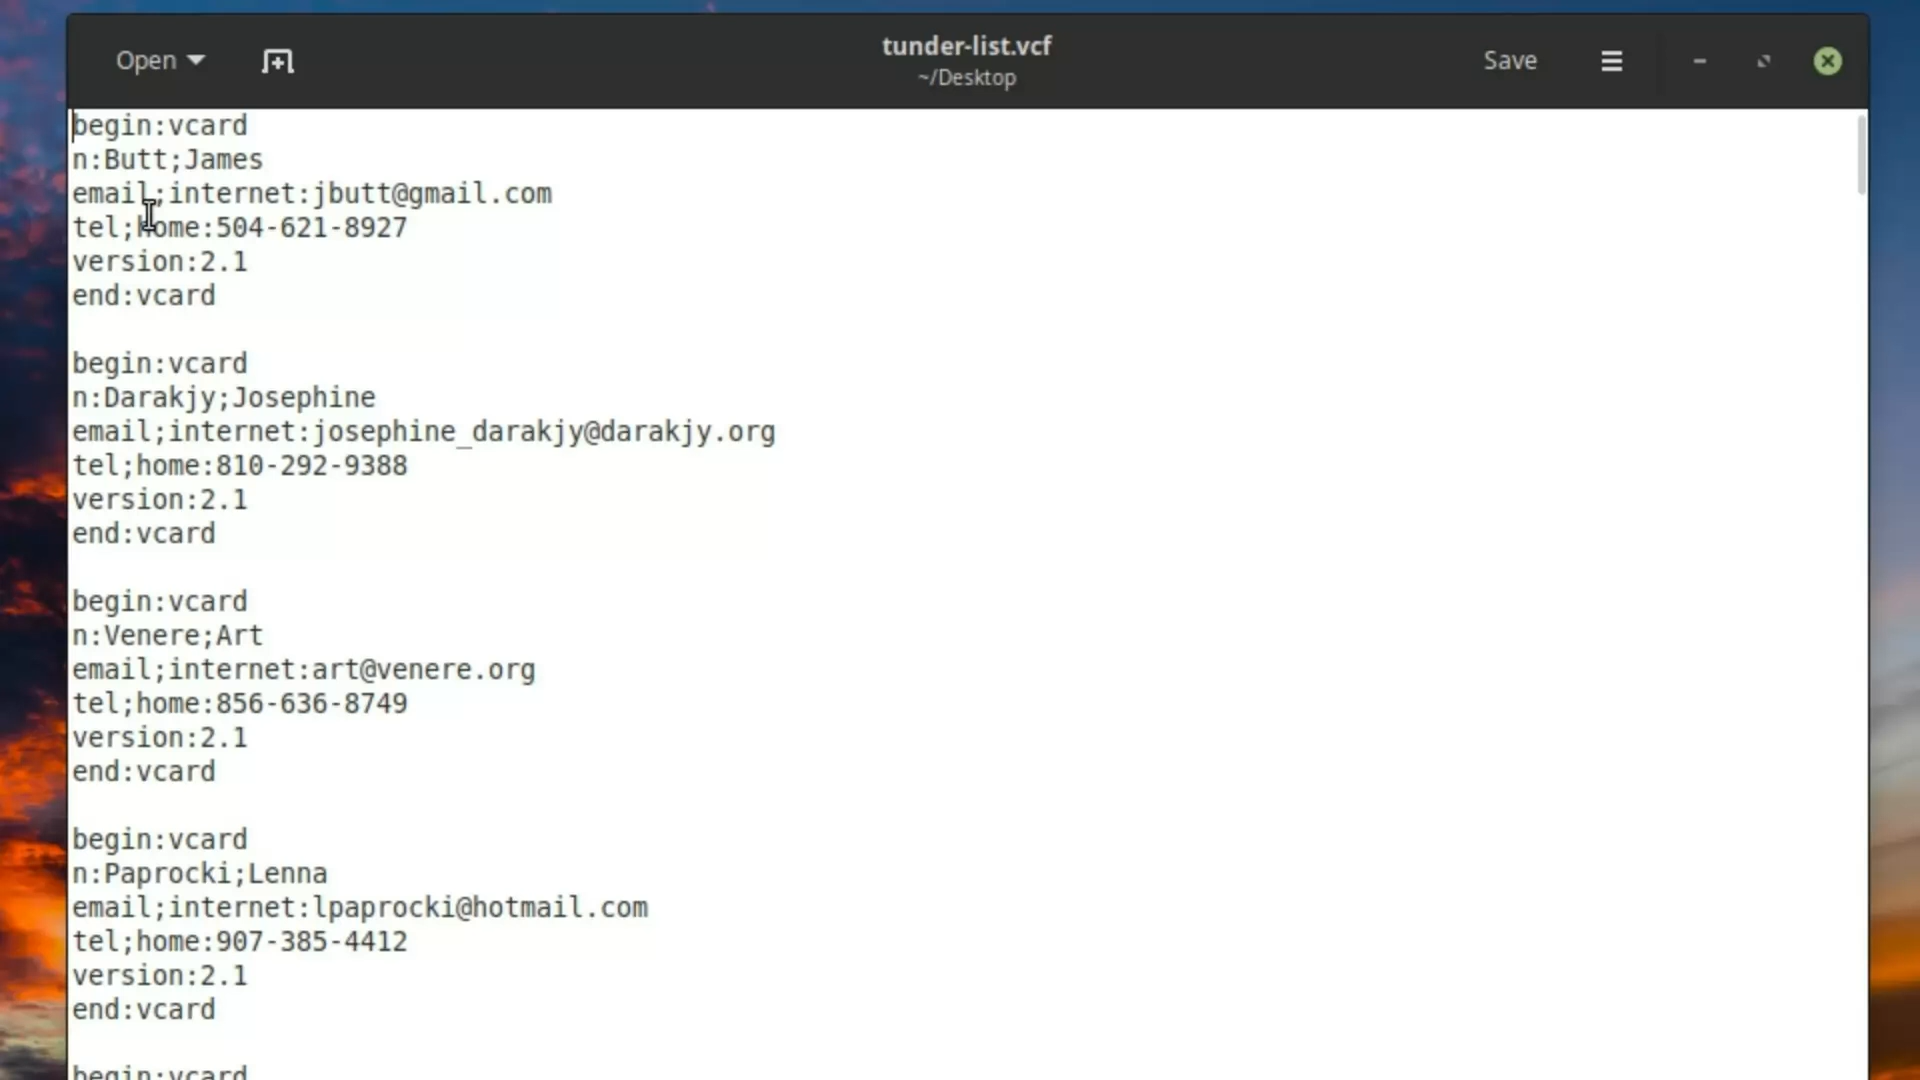 Open
tunder-list.vcf
~/Desktop
Save
begin:vcard
n:Butt;James
email;internet:jbutt@gmail.com
tel;home:504-621-8927
version:2.1
end:vcard
begin:vcard
n:Darakjy;Josephine
email;internet:josephine_darakjy@darakjy.org
tel;home:810-292-9388
version:2.1
end:vcard
begin:vcard
n:Venere;Art
email;internet:art@venere.org
tel;home:856-636-8749
version:2.1
end:vcard
begin:vcard
n:Paprocki;Lenna
email;internet:lpaprocki@hotmail.com
tel;home:907-385-4412
version:2.1
end:vcard
begin:vcard